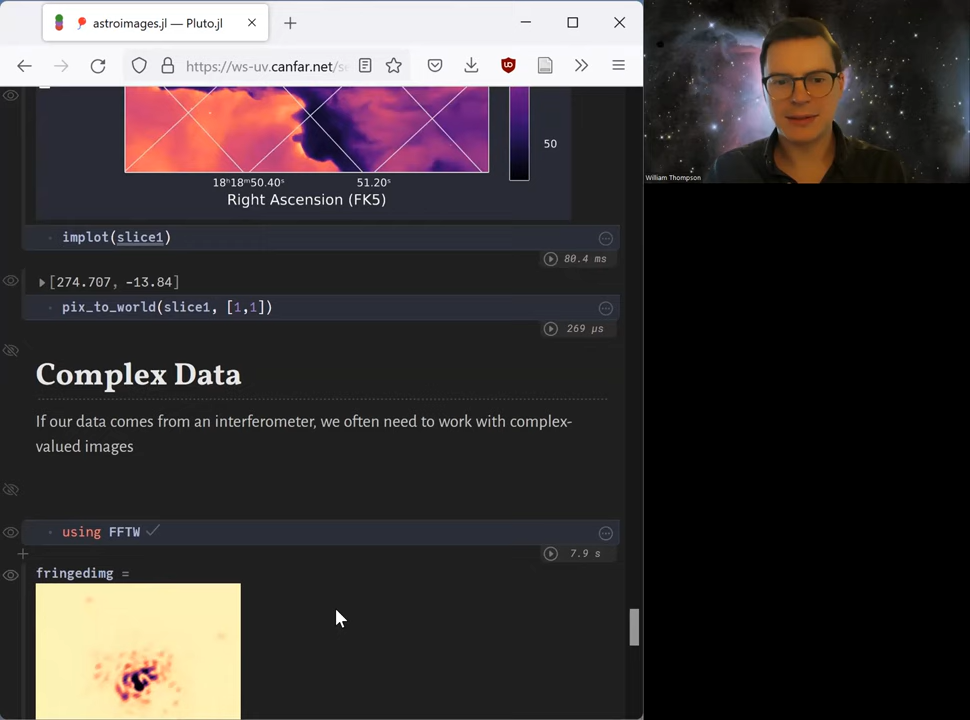 astroimages.jl — Pluto.jl
https://ws-uv.canfar.net/se
50
18ʰ18ᵐ50.40ˢ 51.20ˢ
Right Ascension (FK5)
implot(slice1)
80.4 ms
[274.707, -13.84]
pix_to_world(slice1, [1,1])
269 μs
Complex Data
If our data comes from an interferometer, we often need to work with complex-
valued images
using FFTW
7.9 s
fringedimg =
William Thompson